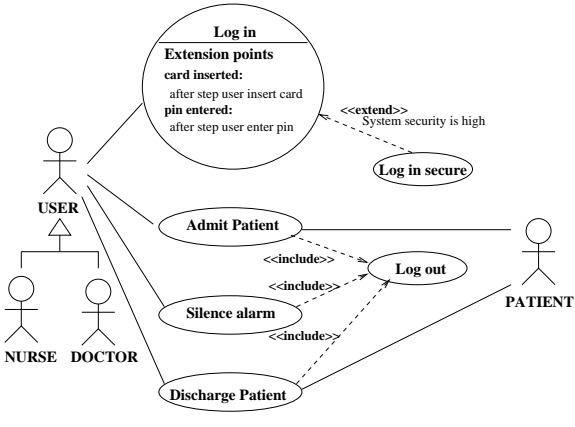 Log in
Extension points
card inserted:
after step user insert card
pin entered:
after step user enter pin
<<extend>>
System security is high
Log in secure
USER
Admit Patient
<<include>>
Log out
<<include>>
PATIENT
Silence alarm
<<include>>
NURSE
DOCTOR
Discharge Patient